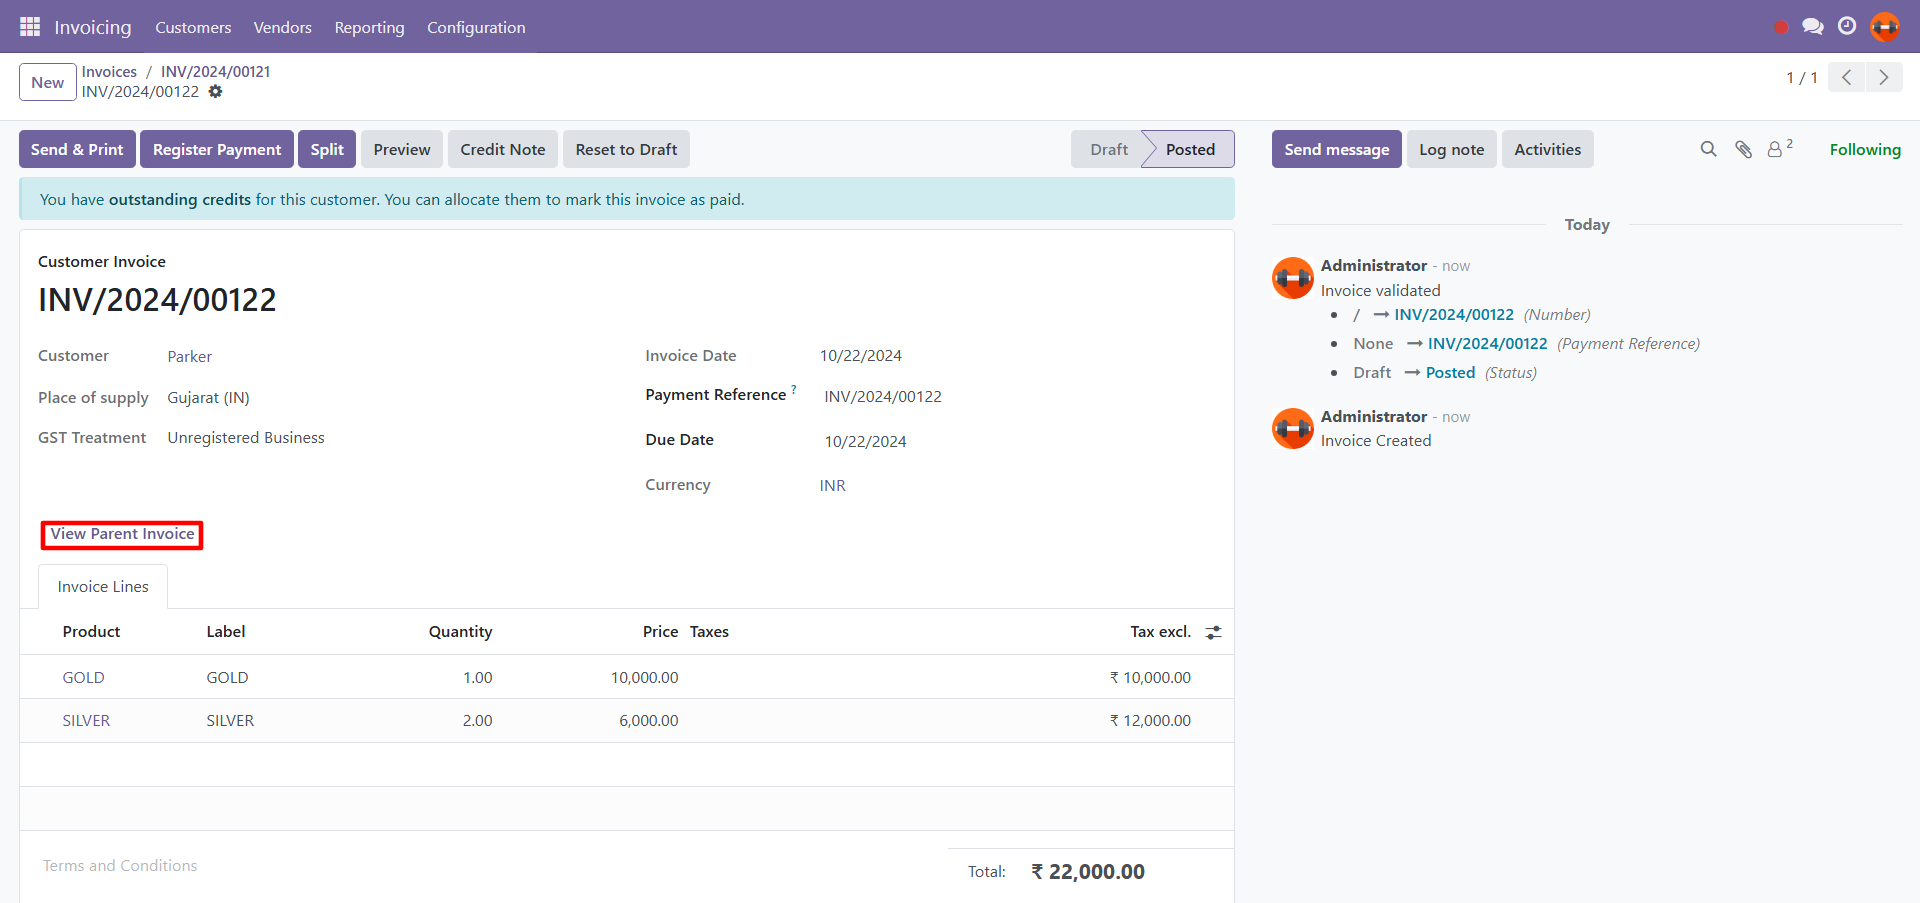 Invoicing Customers Vendors Reporting Configuration
New
Invoices / INV/2024/00121
INV/2024/00122
1 / 1
Send & Print Register Payment Split Preview Credit Note Reset to Draft Draft Posted
Send message Log note Activities 2 Following
You have outstanding credits for this customer. You can allocate them to mark this invoice as paid.
Customer Invoice
INV/2024/00122
Customer Parker
Place of supply Gujarat (IN)
GST Treatment Unregistered Business
Invoice Date 10/22/2024
Payment Reference ? INV/2024/00122
Due Date 10/22/2024
Currency INR
View Parent Invoice
Invoice Lines
Product Label Quantity Price Taxes Tax excl.
GOLD GOLD 1.00 10,000.00 ₹ 10,000.00
SILVER SILVER 2.00 6,000.00 ₹ 12,000.00
Terms and Conditions
Total: ₹ 22,000.00
Today
Administrator - now
Invoice validated
• / → INV/2024/00122 (Number)
• None → INV/2024/00122 (Payment Reference)
• Draft → Posted (Status)
Administrator - now
Invoice Created